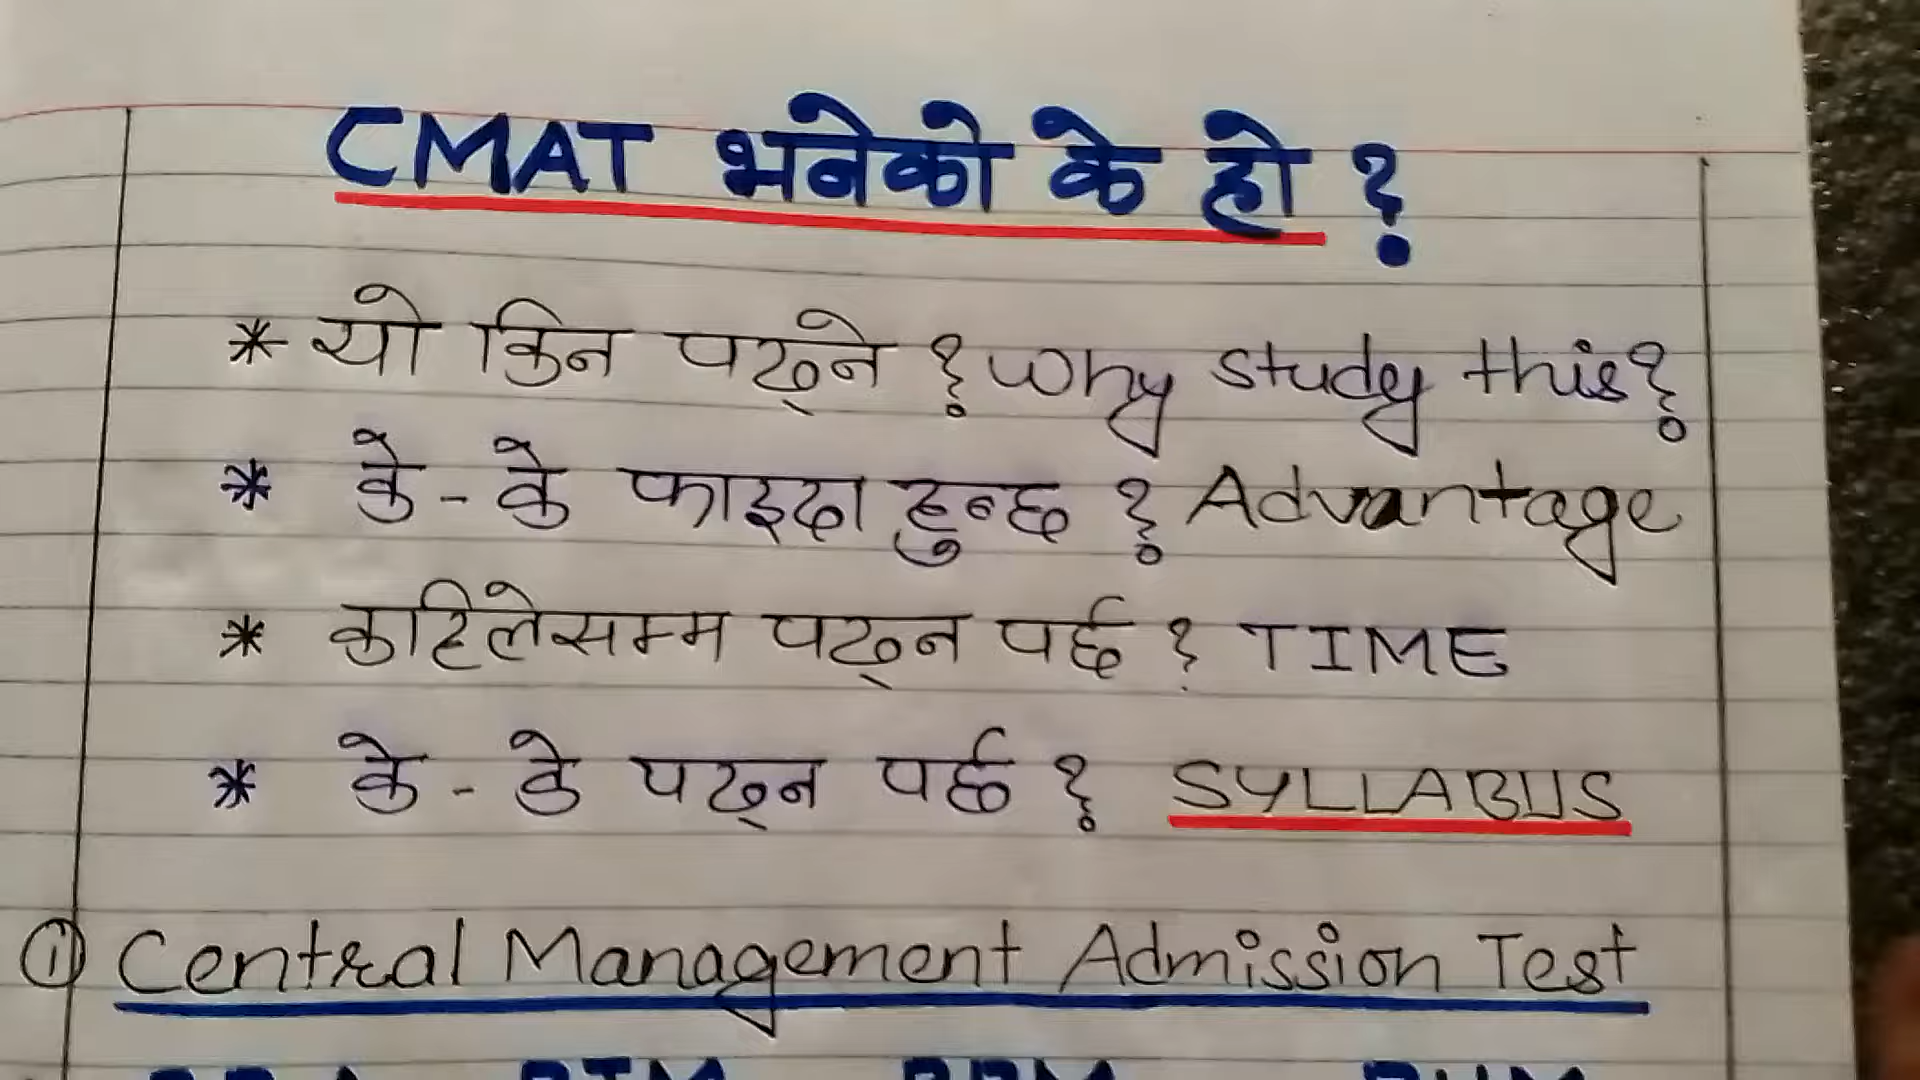 CMAT भनेको के हो ?
* यो किन पढ्ने ? Why study this ?
* के - के फाइदा हुन्छ ? Advantage
* कहिलेसम्म पढ्न पर्छ ? TIME
* के - के पढ्न पर्छ ? SYLLABUS
① Central Management Admission Test